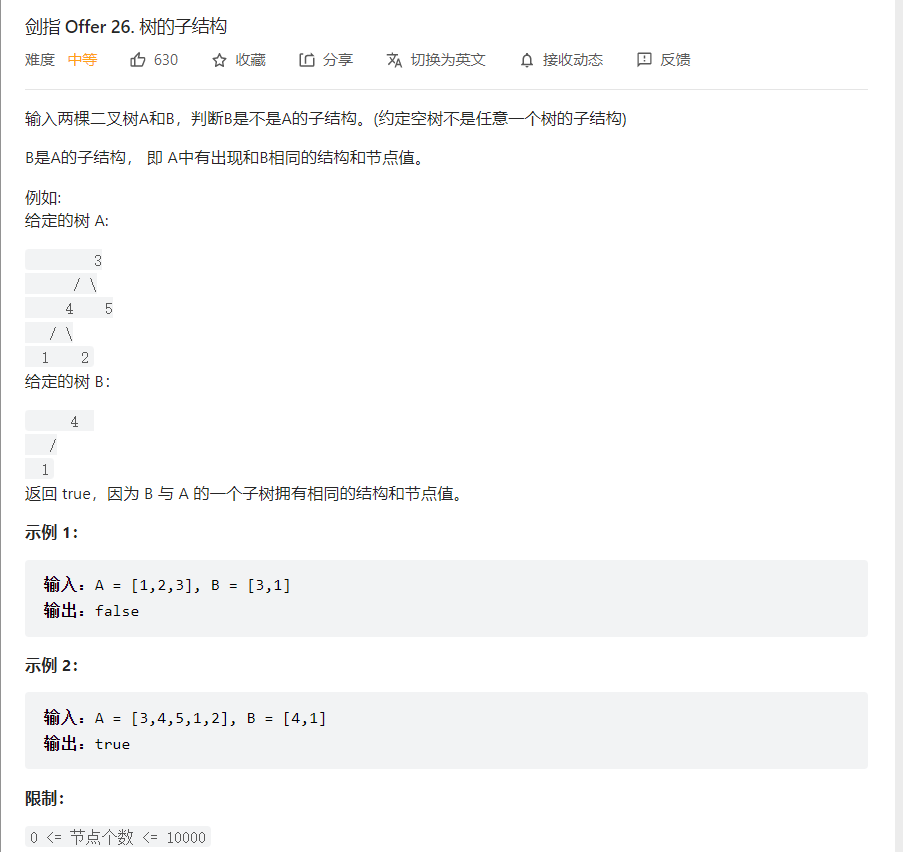 剑指 Offer 26. 树的子结构
难度 中等 630 收藏 分享 切换为英文 接收动态 反馈
输入两棵二叉树A和B，判断B是不是A的子结构。(约定空树不是任意一个树的子结构)
B是A的子结构， 即 A中有出现和B相同的结构和节点值。
例如:
给定的树 A:
3
/ \
4 5
/ \
1 2
给定的树 B：
4
/
1
返回 true，因为 B 与 A 的一个子树拥有相同的结构和节点值。
示例 1：
输入：A = [1,2,3], B = [3,1]
输出：false
示例 2：
输入：A = [3,4,5,1,2], B = [4,1]
输出：true
限制：
0 <= 节点个数 <= 10000